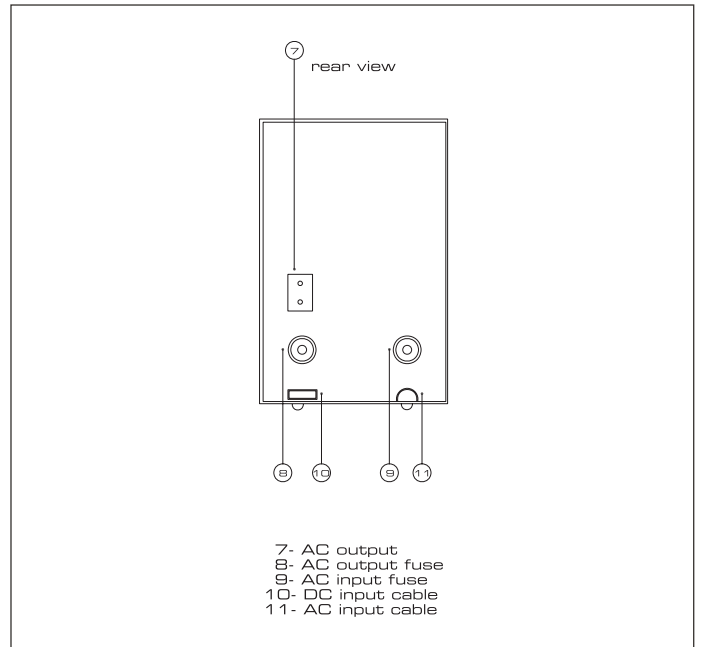 7
rear view
8 10 9 11
7- AC output
8- AC output fuse
9- AC input fuse
10- DC input cable
11- AC input cable